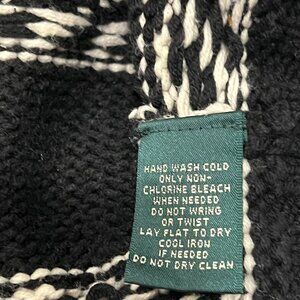 HAND WASH COLD
ONLY NON-
CHLORINE BLEACH
WHEN NEEDED
DO NOT WRING
OR TWIST
LAY FLAT TO DRY
COOL IRON
IF NEEDED
DO NOT DRY CLEAN